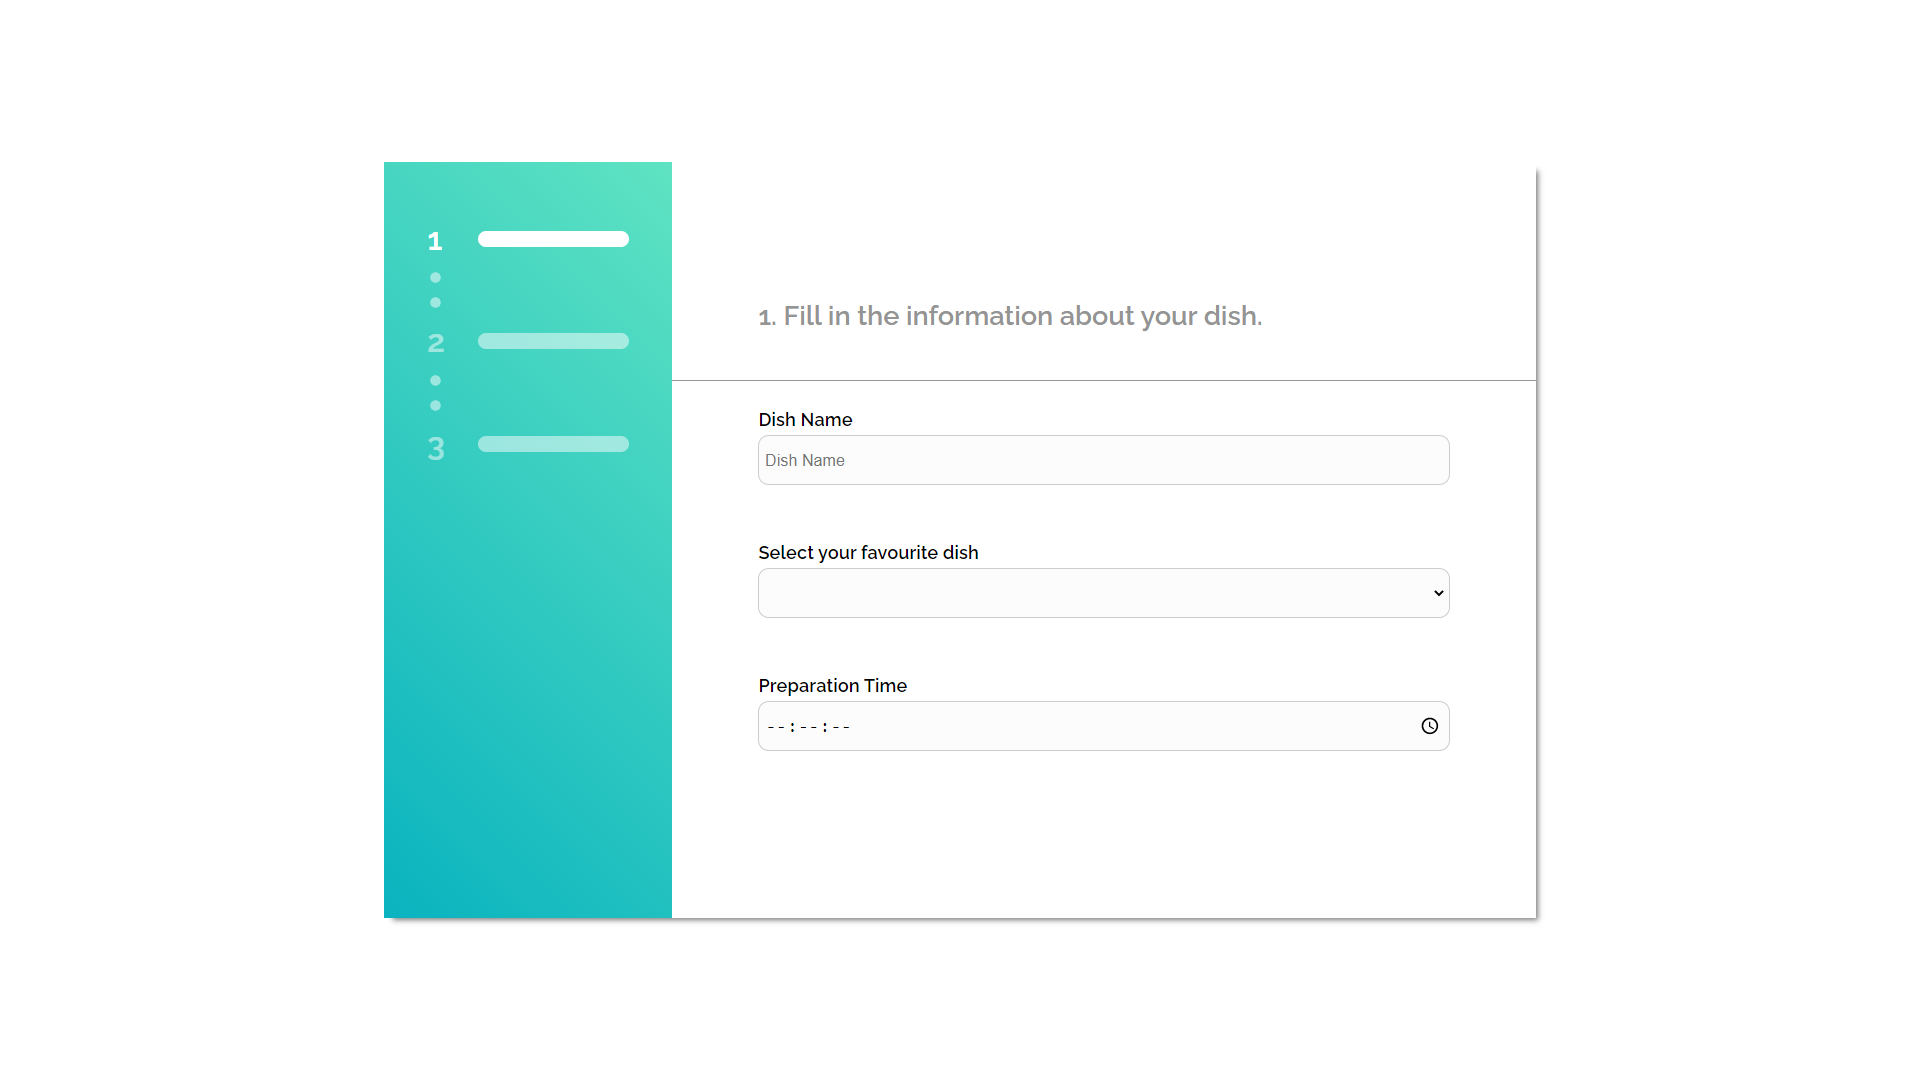 1
2
3
1. Fill in the information about your dish.
Dish Name
Dish Name
Select your favourite dish
Preparation Time
--:--:--